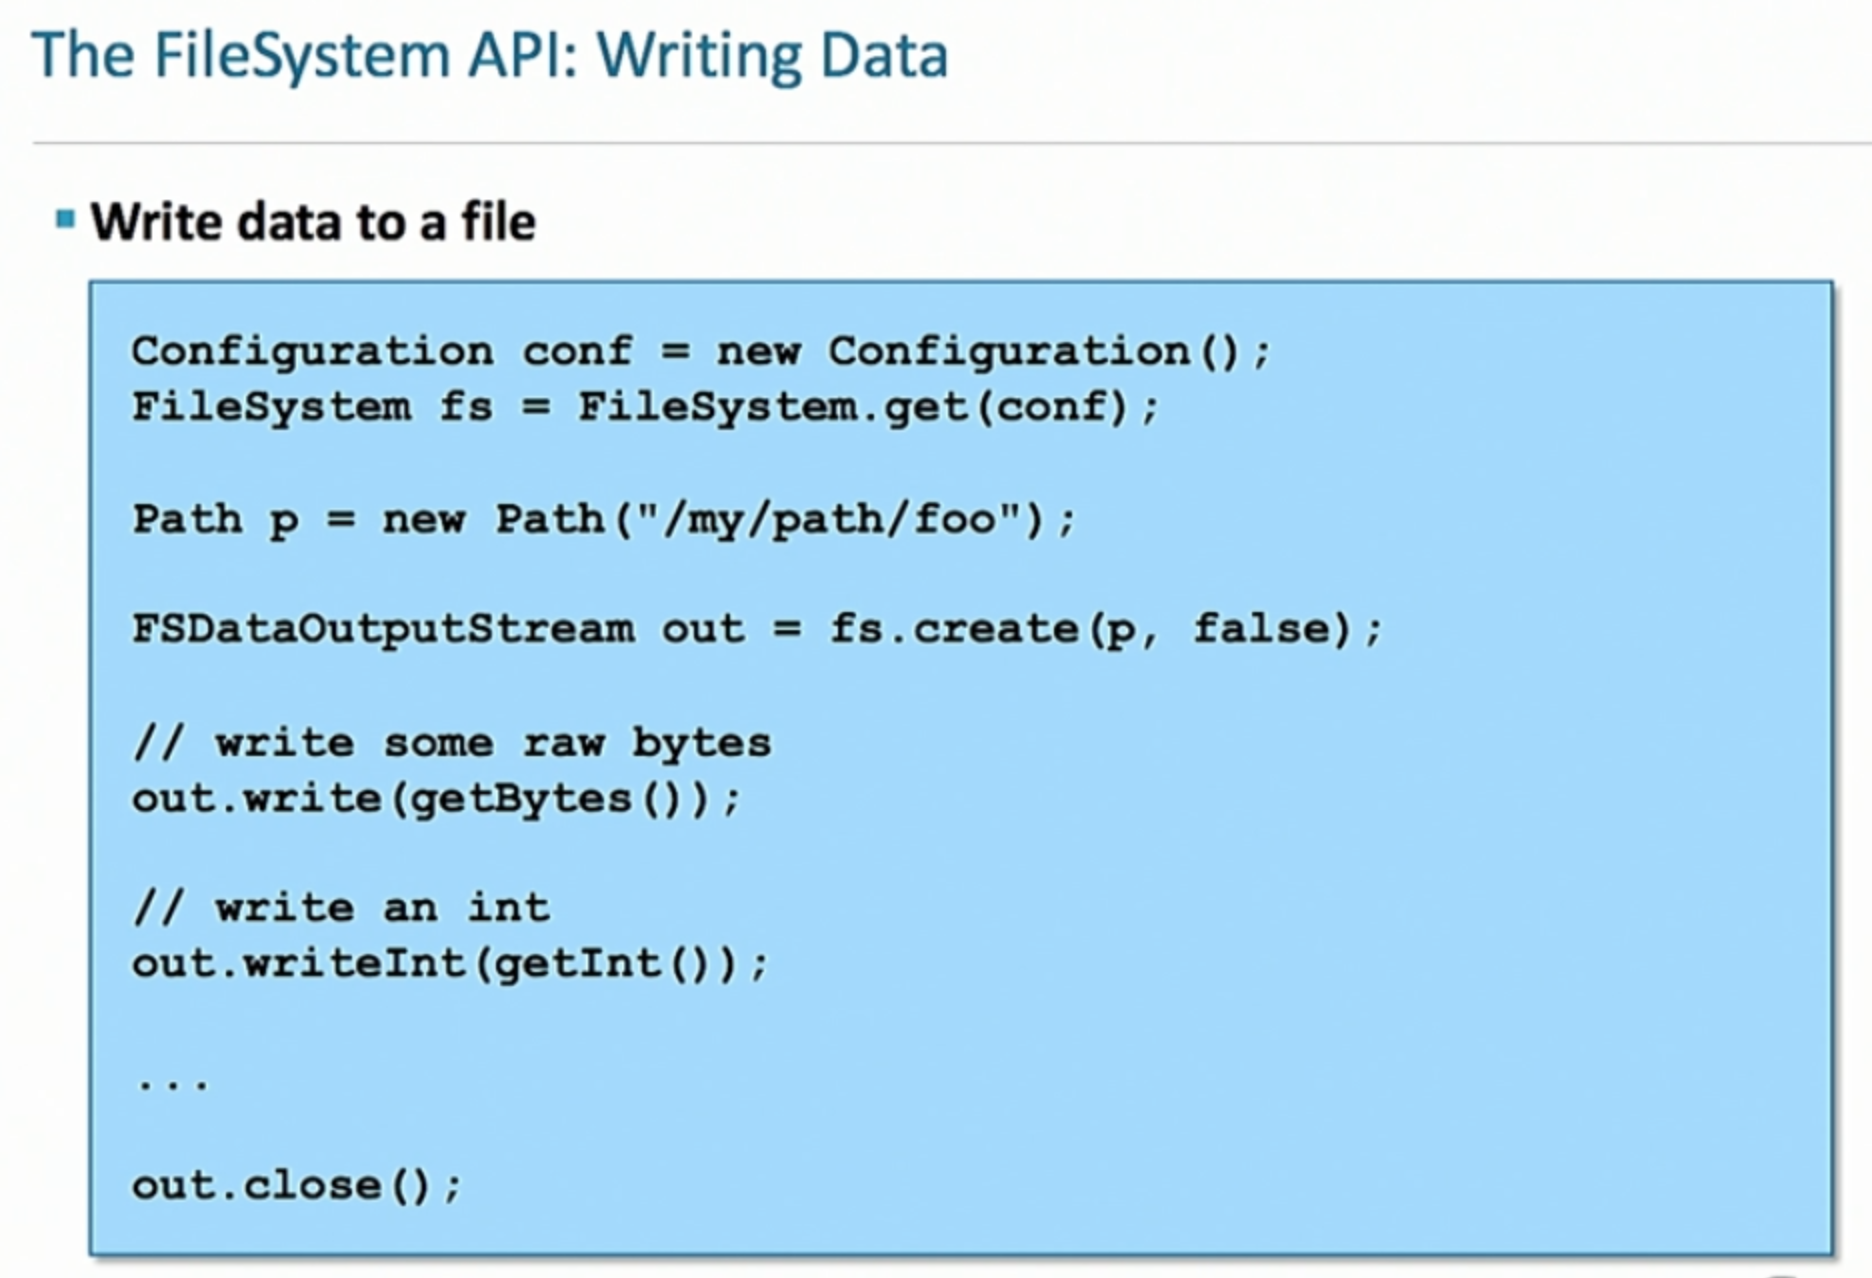 The FileSystem API: Writing Data
Write data to a file
Configuration conf = new Configuration();
FileSystem fs = FileSystem.get(conf);
Path p = new Path("/my/path/foo");
FSDataOutputStream out = fs.create(p, false);
// write some raw bytes
out.write(getBytes());
// write an int
out.writeInt(getInt());
...
out.close();